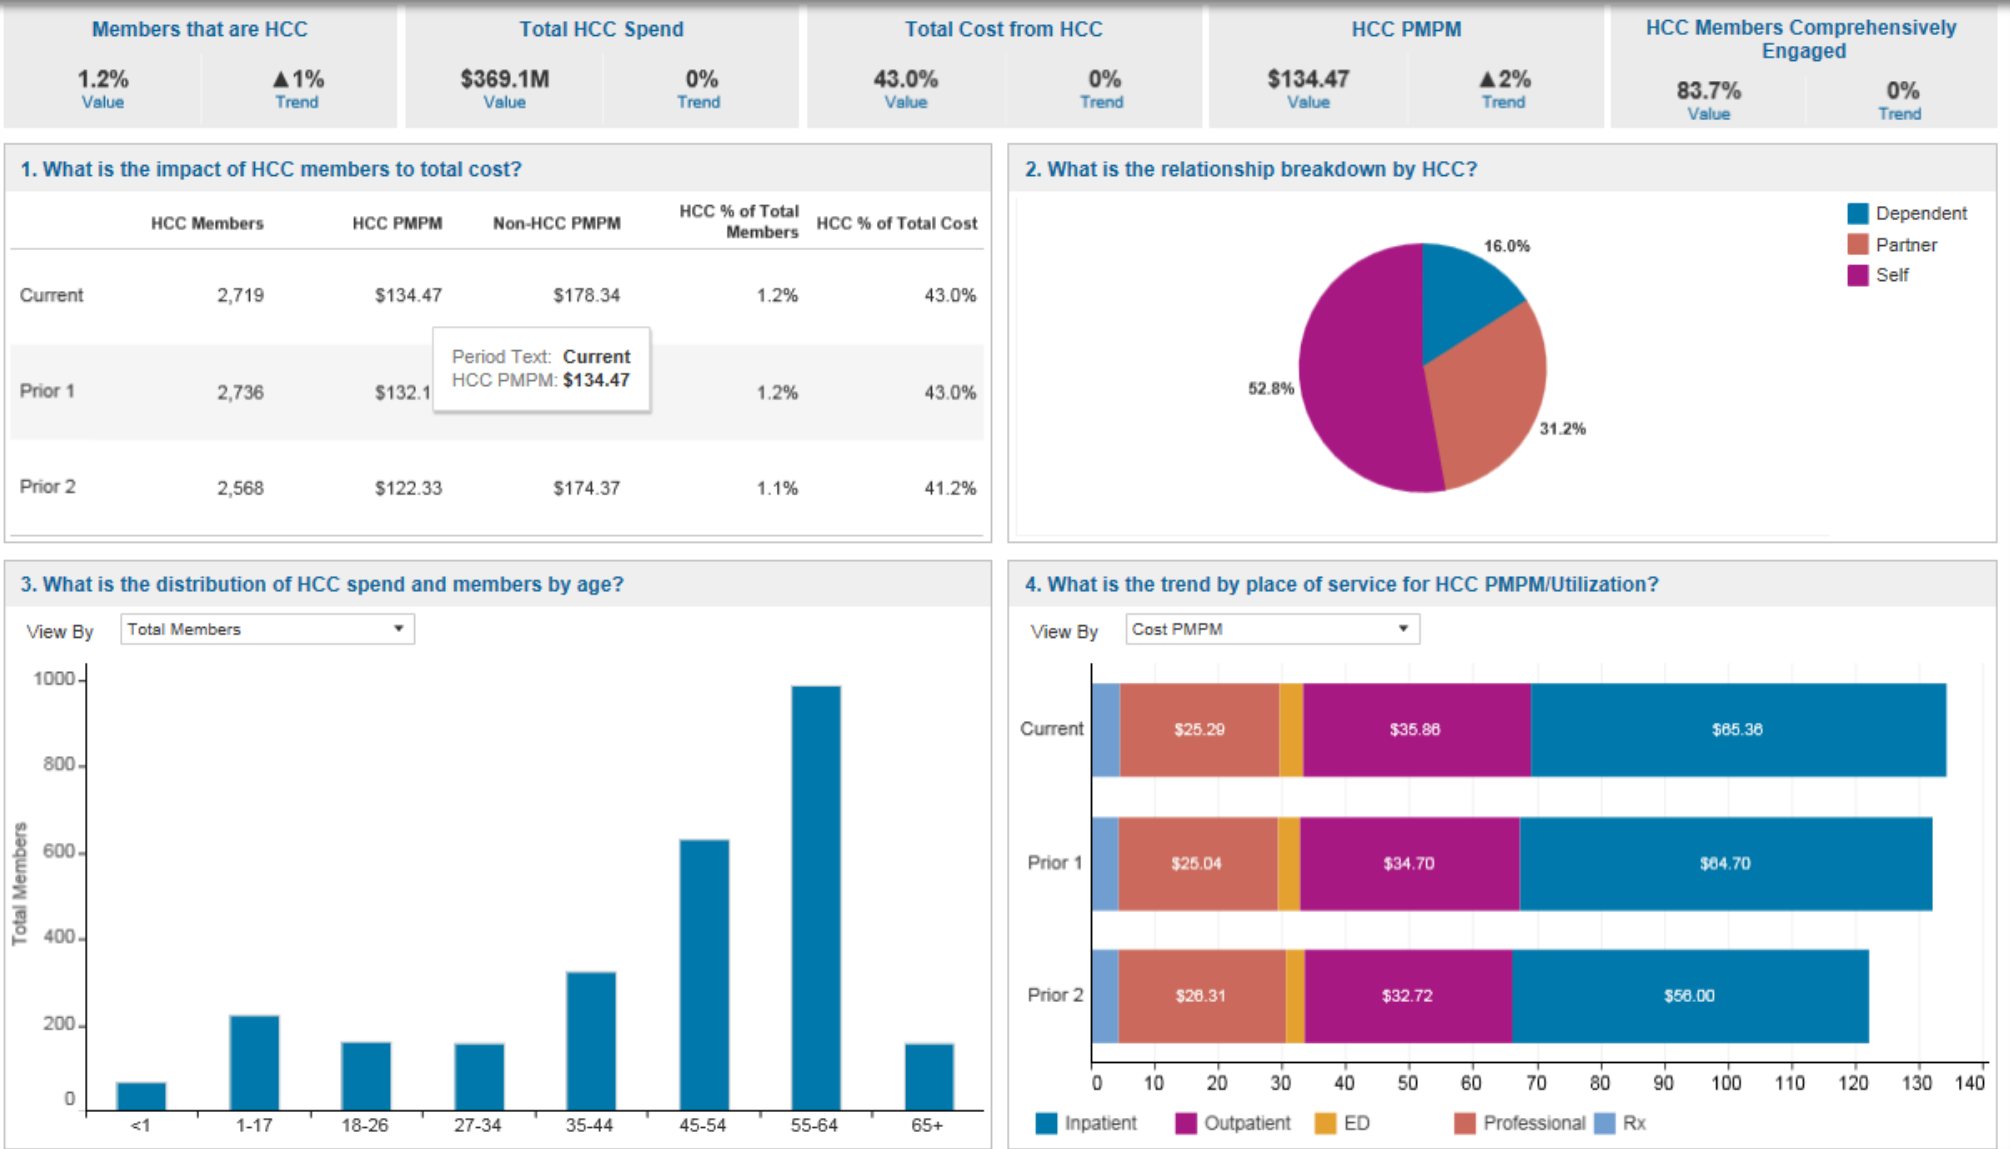 Members that are HCC
1.2% ▲1%
Value Trend
Total HCC Spend
$369.1M 0%
Value Trend
Total Cost from HCC
43.0% 0%
Value Trend
HCC PMPM
$134.47 ▲2%
Value Trend
HCC Members Comprehensively
Engaged
83.7% 0%
Value Trend
1. What is the impact of HCC members to total cost?
HCC Members HCC PMPM Non-HCC PMPM HCC % of Total Members HCC % of Total Cost
Current 2,719 $134.47 $178.34 1.2% 43.0%
Prior 1 2,736 $132.1 1.2% 43.0%
Period Text: Current
HCC PMPM: $134.47
Prior 2 2,568 $122.33 $174.37 1.1% 41.2%
2. What is the relationship breakdown by HCC?
Dependent
Partner
Self
16.0%
52.8%
31.2%
3. What is the distribution of HCC spend and members by age?
View By Total Members
Total Members
1000
800
600
400
200
0
<1 1-17 18-26 27-34 35-44 45-54 55-64 65+
4. What is the trend by place of service for HCC PMPM/Utilization?
View By Cost PMPM
Current $25.29 $35.86 $65.36
Prior 1 $25.04 $34.70 $64.70
Prior 2 $26.31 $32.72 $56.00
0 10 20 30 40 50 60 70 80 90 100 110 120 130 140
Inpatient Outpatient ED Professional Rx